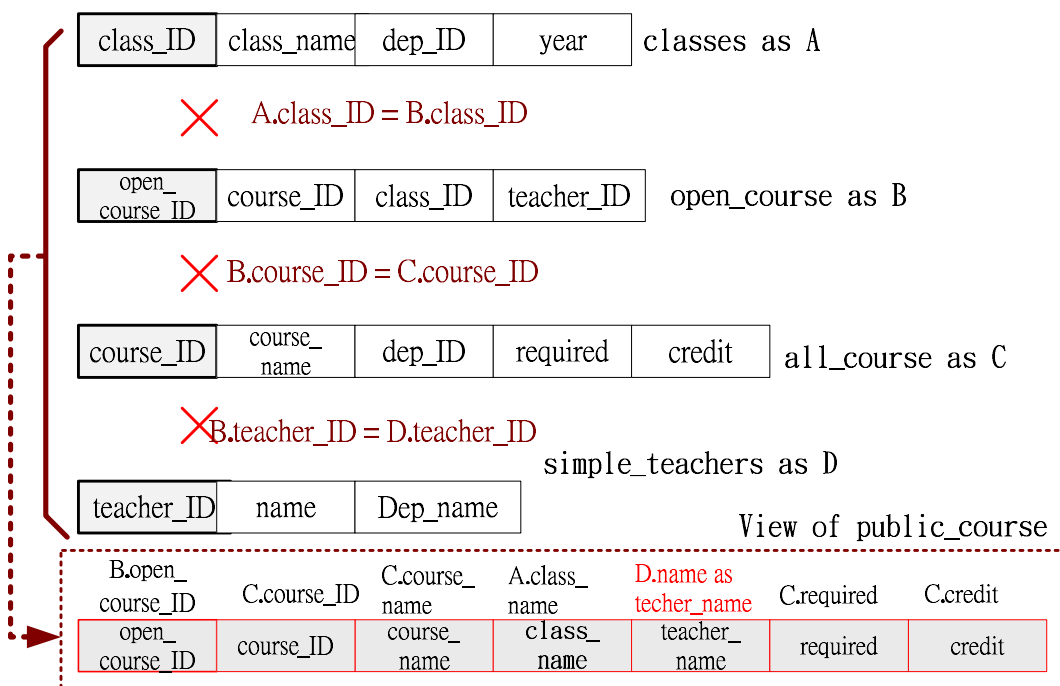 class_ID class_name dep_ID year classes as A
A.class_ID = B.class_ID
open_
course_ID course_ID class_ID teacher_ID open_course as B
B.course_ID = C.course_ID
course_ID course_
name dep_ID required credit all_course as C
B.teacher_ID = D.teacher_ID
simple_teachers as D
teacher_ID name Dep_name
View of public_course
B.open_
course_ID
C.course_ID
C.course_
name
A.class_
name
D.name as
techer_name
C.required
C.credit
open_
course_ID
course_ID
course_
name
class_
name
teacher_
name
required
credit